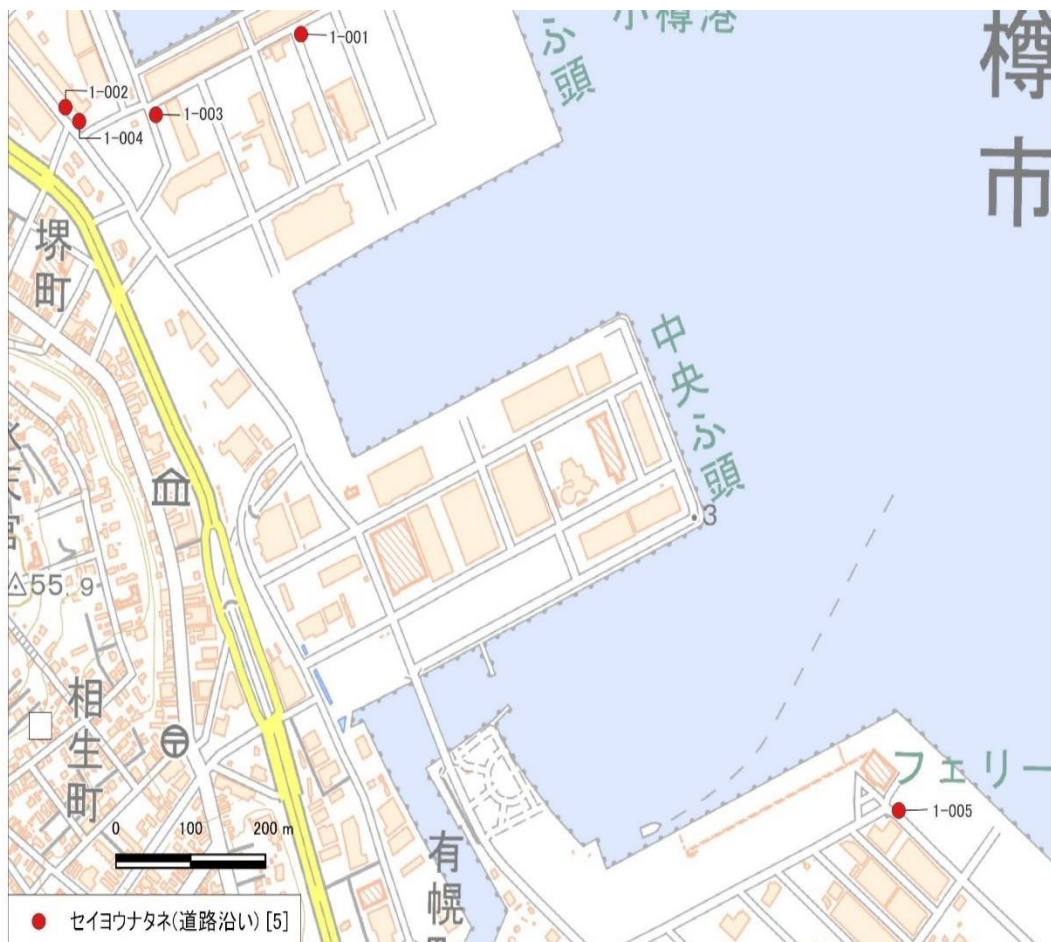 小樽港
ふ頭
樽市
1-001
1-002
1-003
1-004
堺町
中央ふ頭
3
55.9
相生町
フェリー
1-005
0 100 200 m
有幌
セイヨウナタネ(道路沿い) [5]